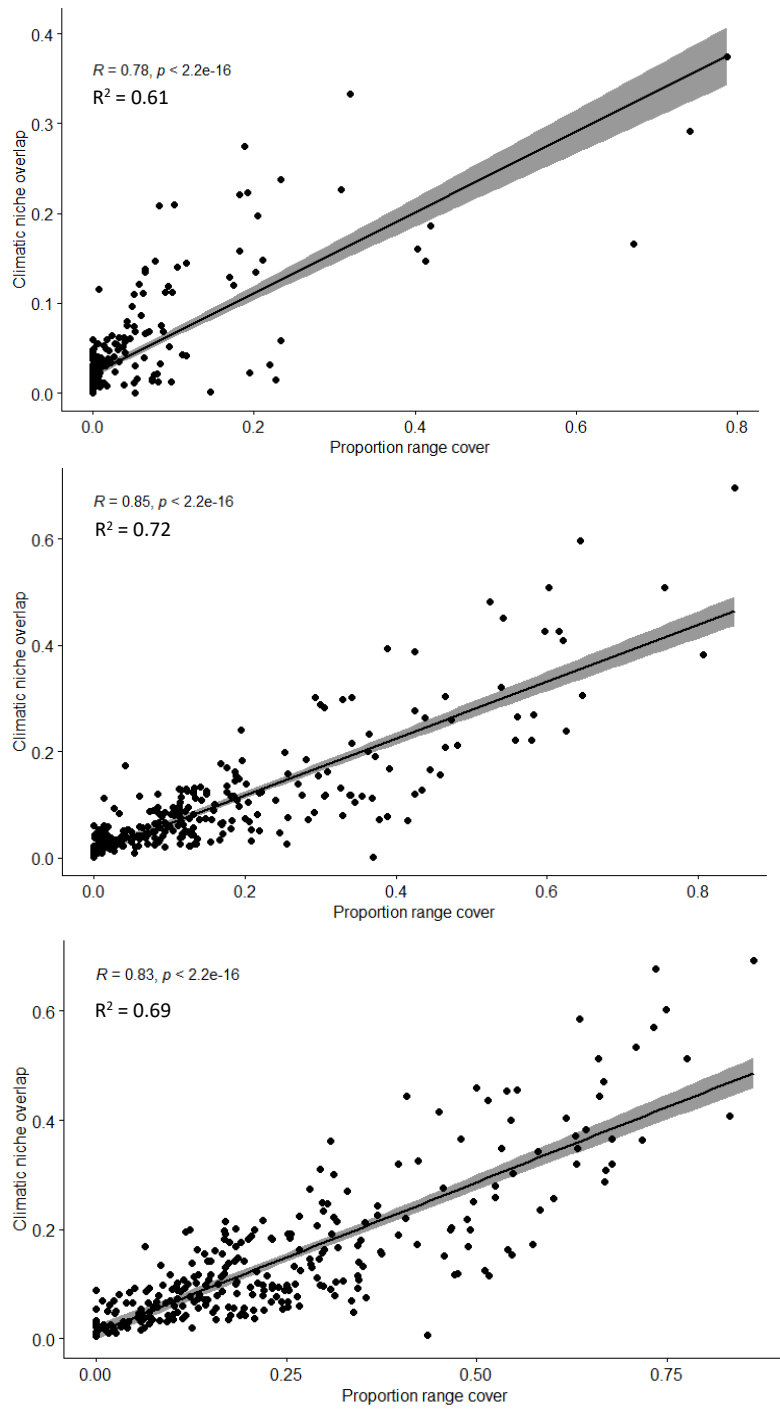 0.4
R = 0.78, p < 2.2e-16
R² = 0.61
0.3
Climatic niche overlap
0.2
0.1
0.0
0.0 0.2 0.4 0.6 0.8
Proportion range cover
R = 0.85, p < 2.2e-16
R² = 0.72
0.6
Climatic niche overlap
0.4
0.2
0.0
0.0 0.2 0.4 0.6 0.8
Proportion range cover
R = 0.83, p < 2.2e-16
R² = 0.69
0.6
Climatic niche overlap
0.4
0.2
0.0
0.00 0.25 0.50 0.75
Proportion range cover